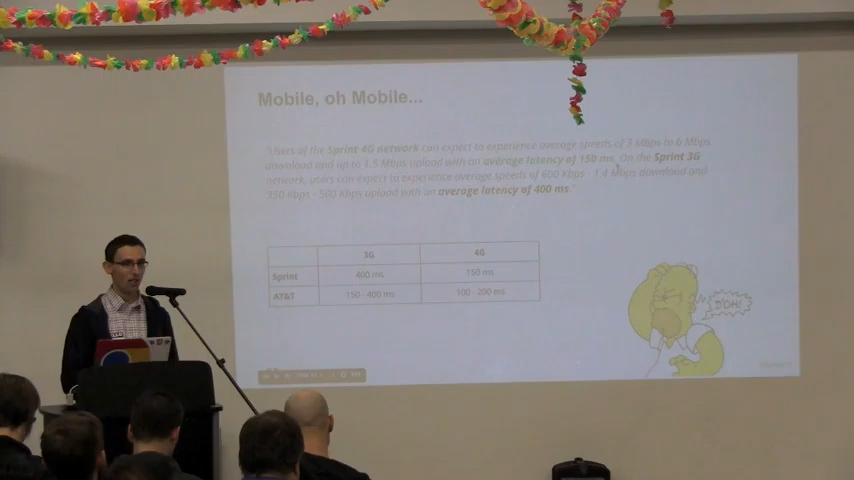 Mobile, oh Mobile...
"Users of the Sprint 4G network can expect to experience average speeds of 3 Mbps to 6 Mbps
download and up to 1.5 Mbps upload with an average latency of 150 ms. On the Sprint 3G
network, users can expect to experience average speeds of 600 Kbps - 1.4 Mbps download and
350 Kbps - 500 Kbps upload with an average latency of 400 ms."
3G 4G
Sprint 400 ms 150 ms
AT&T 150 - 400 ms 100 - 200 ms
D'OH!